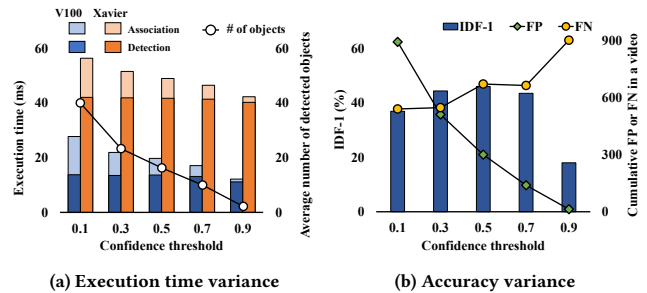 V100 Xavier
Association
Detection
# of objects
Execution time (ms)
60
40
20
0
60
40
20
0
Average number of detected objects
0.1 0.3 0.5 0.7 0.9
Confidence threshold
(a) Execution time variance
IDF-1 FP FN
IDF-1 (%)
60
40
20
0
900
600
300
0
Cumulative FP or FN in a video
0.1 0.3 0.5 0.7 0.9
Confidence threshold
(b) Accuracy variance